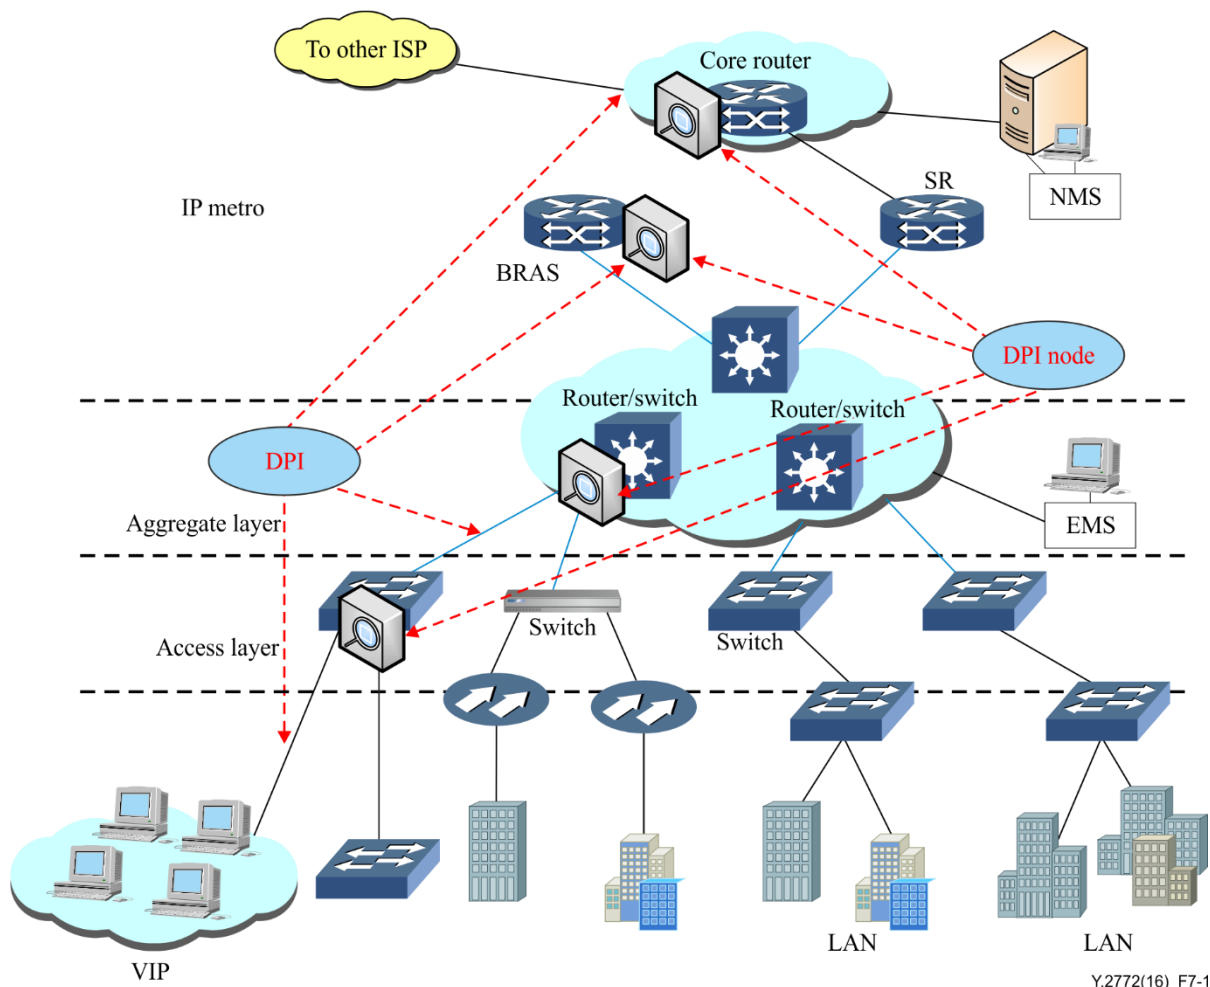 To other ISP
Core router
SR
NMS
IP metro
BRAS
DPI node
Router/switch
Router/switch
DPI
Aggregate layer
EMS
Switch
Switch
Access layer
LAN
LAN
VIP
Y.2772(16)_F7-1